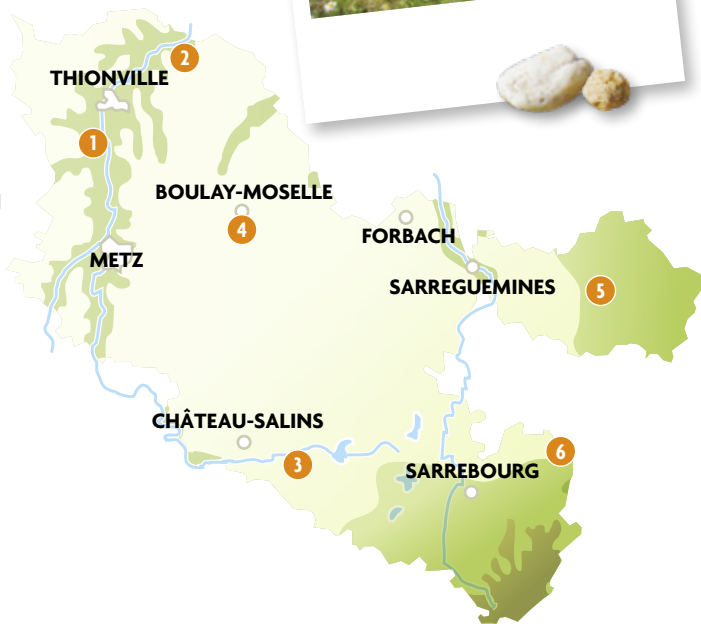 2
THIONVILLE
1
BOULAY-MOSELLE
4
FORBACH
METZ
SARREGUEMINES
5
CHÂTEAU-SALINS
3
6
SARREBOURG